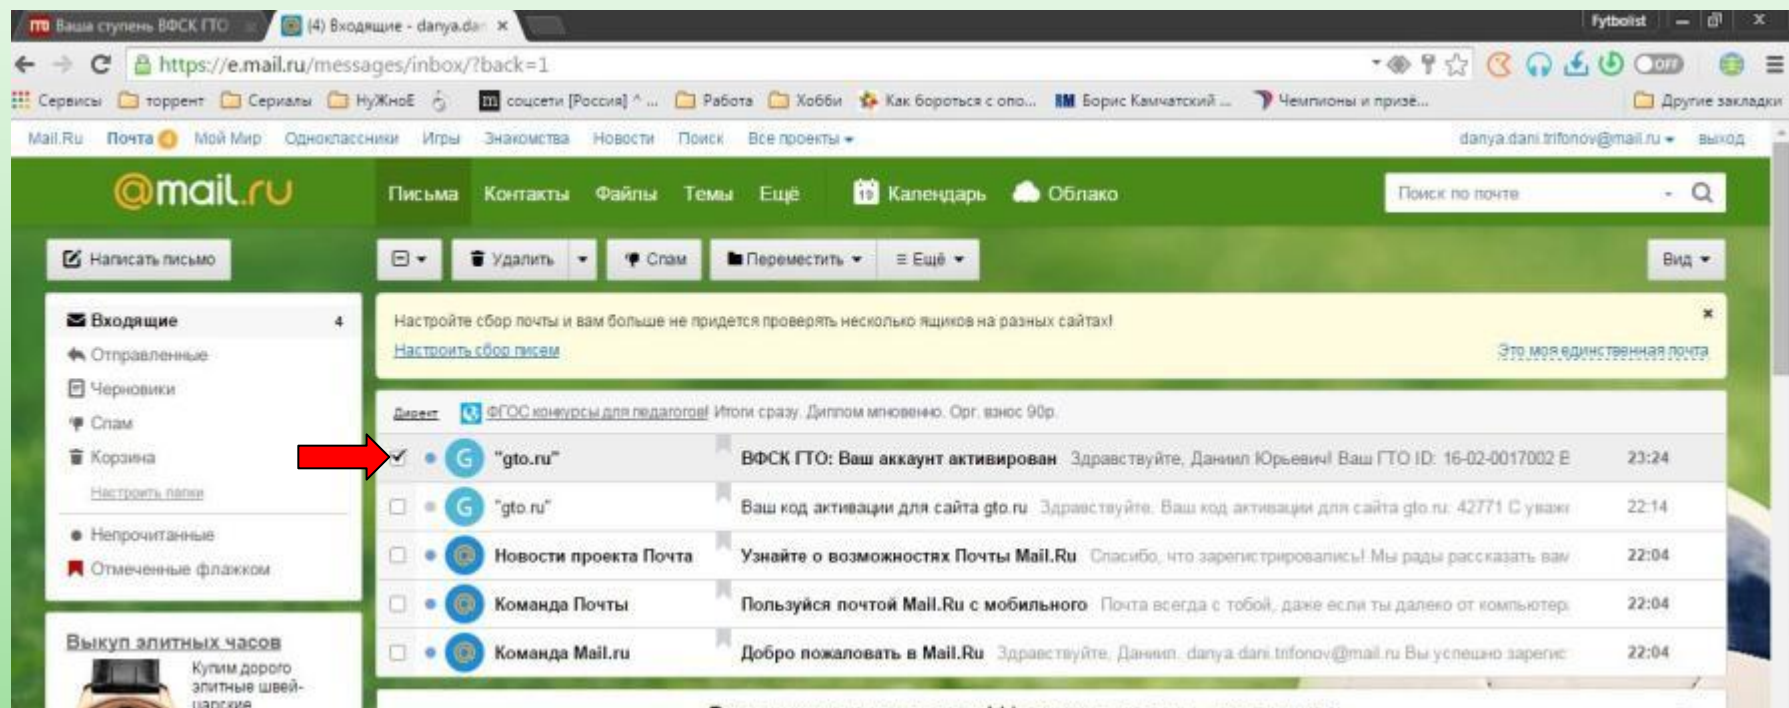 Ваша ступень ВФСК ГТО
(4) Входящие - danya.dan
Fytbolist
https://e.mail.ru/messages/inbox/?back=1
OFF
Сервисы торрент Сериалы НуЖноЕ соцсети [Россия] ^ ... Работа Хобби Как бороться с опо... Борис Камчатский ... Чемпионы и призё... Другие закладки
Mail.Ru Почта 4 Мой Мир Одноклассники Игры Знакомства Новости Поиск Все проекты danya.dani.trifonov@mail.ru выход
@mail.ru Письма Контакты Файлы Темы Ещё 19 Календарь Облако Поиск по почте
Написать письмо Удалить Спам Переместить Ещё Вид
Входящие 4
Отправленные
Черновики
Спам
Корзина
Настроить папки
Непрочитанные
Отмеченные флажком
Настройте сбор почты и вам больше не придется проверять несколько ящиков на разных сайтах!
Настроить сбор писем Это моя единственная почта
Директ ФГОС конкурсы для педагогов! Итоги сразу. Диплом мгновенно. Орг. взнос 90р.
G "gto.ru" ВФСК ГТО: Ваш аккаунт активирован Здравствуйте, Даниил Юрьевич! Ваш ГТО ID: 16-02-0017002 В 23:24
G "gto.ru" Ваш код активации для сайта gto.ru Здравствуйте. Ваш код активации для сайта gto.ru: 42771 С уваже 22:14
@ Новости проекта Почта Узнайте о возможностях Почты Mail.Ru Спасибо, что зарегистрировались! Мы рады рассказать вам 22:04
@ Команда Почты Пользуйся почтой Mail.Ru с мобильного Почта всегда с тобой, даже если ты далеко от компьютер 22:04
@ Команда Mail.ru Добро пожаловать в Mail.Ru Здравствуйте, Даниил. danya.dani.trifonov@mail.ru Вы успешно зарегис 22:04
Выкуп элитных часов
Купим дорого
элитные швей-
царские